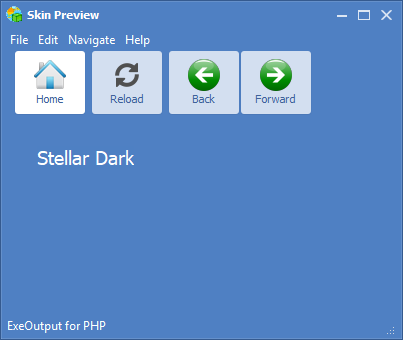 Skin Preview
File Edit Navigate Help
Home Reload Back Forward
Stellar Dark
ExeOutput for PHP